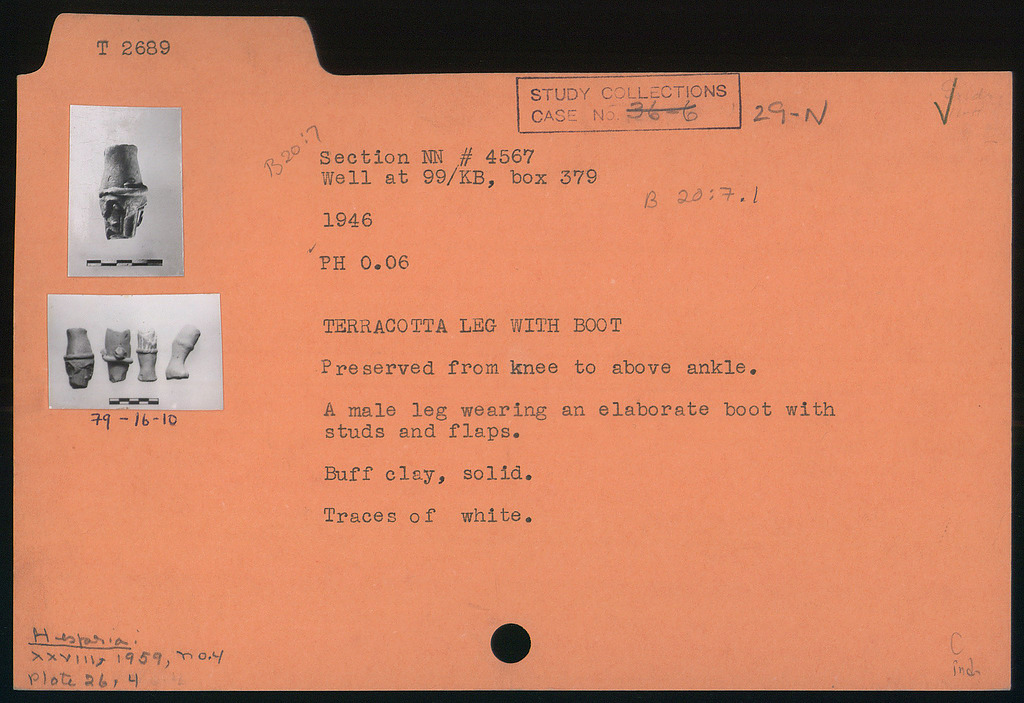 T 2689
STUDY COLLECTIONS
CASE NO. 36-6 29-N
B 20:7
Section NN # 4567
Well at 99/KB, box 379
B 20:7.1
1946
PH 0.06
TERRACOTTA LEG WITH BOOT
Preserved from knee to above ankle.
A male leg wearing an elaborate boot with
studs and flaps.
Buff clay, solid.
Traces of white.
79-16-10
Hesperia:
XXVIII, 1959, no.4
Plate 26, 4
C